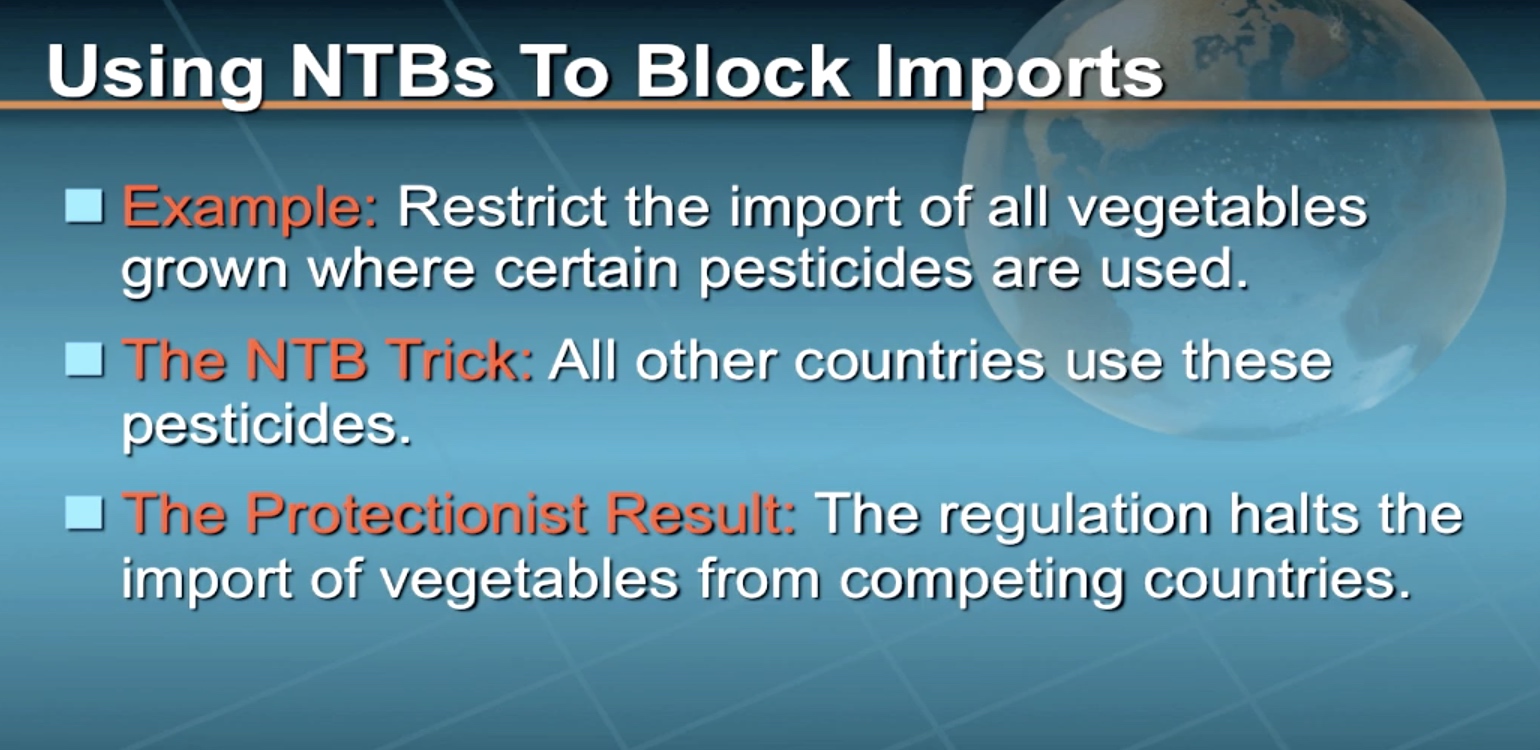 Using NTBs To Block Imports
Example: Restrict the import of all vegetables
grown where certain pesticides are used.
The NTB Trick: All other countries use these
pesticides.
The Protectionist Result: The regulation halts the
import of vegetables from competing countries.